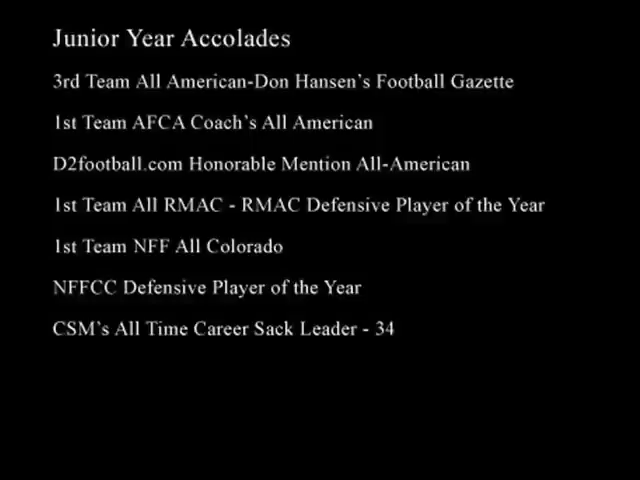 Junior Year Accolades
3rd Team All American-Don Hansen's Football Gazette
1st Team AFCA Coach's All American
D2football.com Honorable Mention All-American
1st Team All RMAC - RMAC Defensive Player of the Year
1st Team NFF All Colorado
NFFCC Defensive Player of the Year
CSM's All Time Career Sack Leader - 34